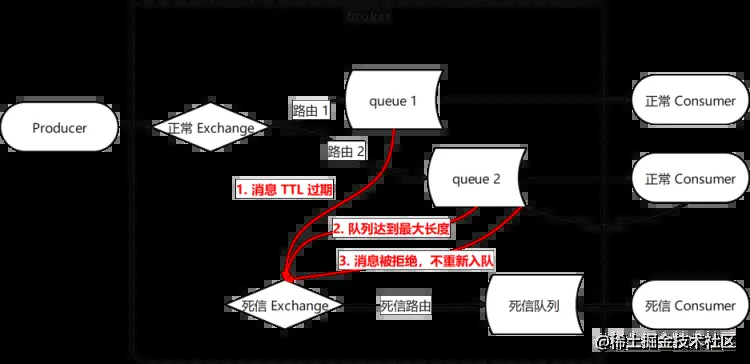 broker
queue 1
正常 Consumer
路由 1
Producer
正常 Exchange
路由 2
queue 2
正常 Consumer
1. 消息 TTL 过期
2. 队列达到最大长度
3. 消息被拒绝，不重新入队
死信 Exchange
死信路由
死信队列
死信 Consumer
@稀土掘金技术社区